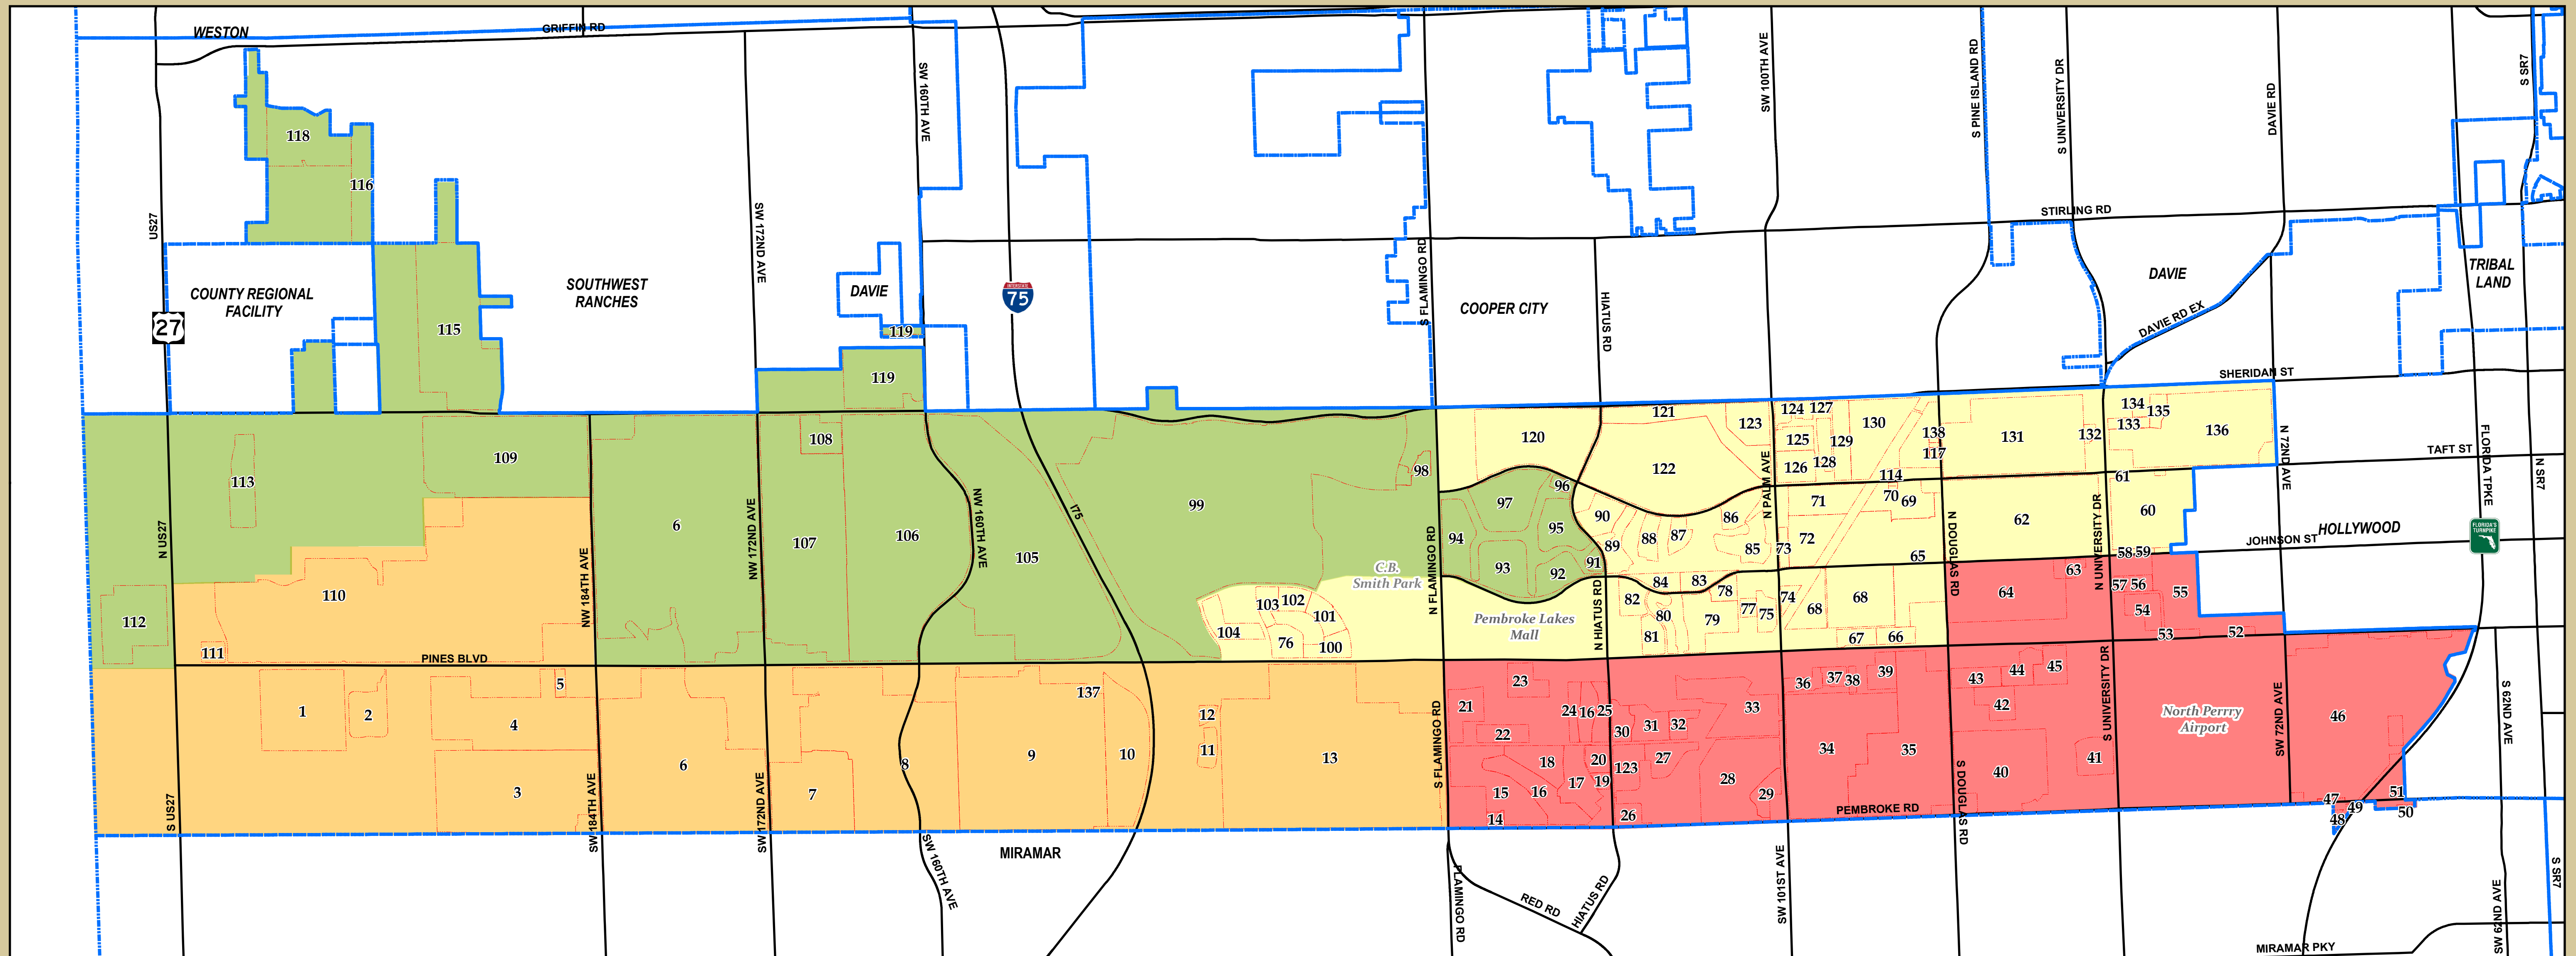 WESTON
GRIFFIN RD
SW 160TH AVE
SW 100TH AVE
S PINE ISLAND RD
S UNIVERSITY DR
DAVIE RD
S SR7
118
116
US27
SW 172ND AVE
STIRLING RD
COUNTY REGIONAL
FACILITY
SOUTHWEST
RANCHES
DAVIE
INTERSTATE
75
S FLAMINGO RD
COOPER CITY
HIATUS RD
DAVIE
TRIBAL
LAND
27
115
119
DAVIE RD EX
119
SHERIDAN ST
121
124
127
134
135
108
120
123
130
133
109
125
129
138
131
132
136
N 72ND AVE
FLORIDA TPKE
TAFT ST
98
122
126
128
117
N PALM AVE
114
61
N SR7
113
96
99
97
71
70
69
N US27
6
NW 172ND AVE
107
106
NW 160TH AVE
I75
90
86
62
60
HOLLYWOOD
FLORIDA'S
TURNPIKE
94
95
88
87
72
N DOUGLAS RD
N UNIVERSITY DR
105
89
85
73
65
58
59
JOHNSON ST
NW 184TH AVE
C.B.
Smith Park
N FLAMINGO RD
93
92
91
63
110
84
83
78
57
56
64
55
103
102
82
74
68
112
101
Pembroke Lakes
Mall
N HIATUS RD
80
79
77
75
68
54
104
76
100
81
67
66
53
52
111
PINES BLVD
5
137
23
36
37
38
39
43
44
45
S UNIVERSITY DR
1
2
4
12
21
24
16
25
33
42
North Perrry
Airport
46
SW 72ND AVE
S 62ND AVE
11
22
30
31
32
34
35
9
10
13
S FLAMINGO RD
18
20
27
41
6
8
17
19
123
28
40
3
7
15
16
29
S US27
SW 184TH AVE
SW 172ND AVE
14
26
PEMBROKE RD
S DOUGLAS RD
47
49
51
48
50
MIRAMAR
SW 160TH AVE
FLAMINGO RD
RED RD
HIATUS RD
SW 101ST AVE
MIRAMAR PKY
SW 62ND AVE
S SR7